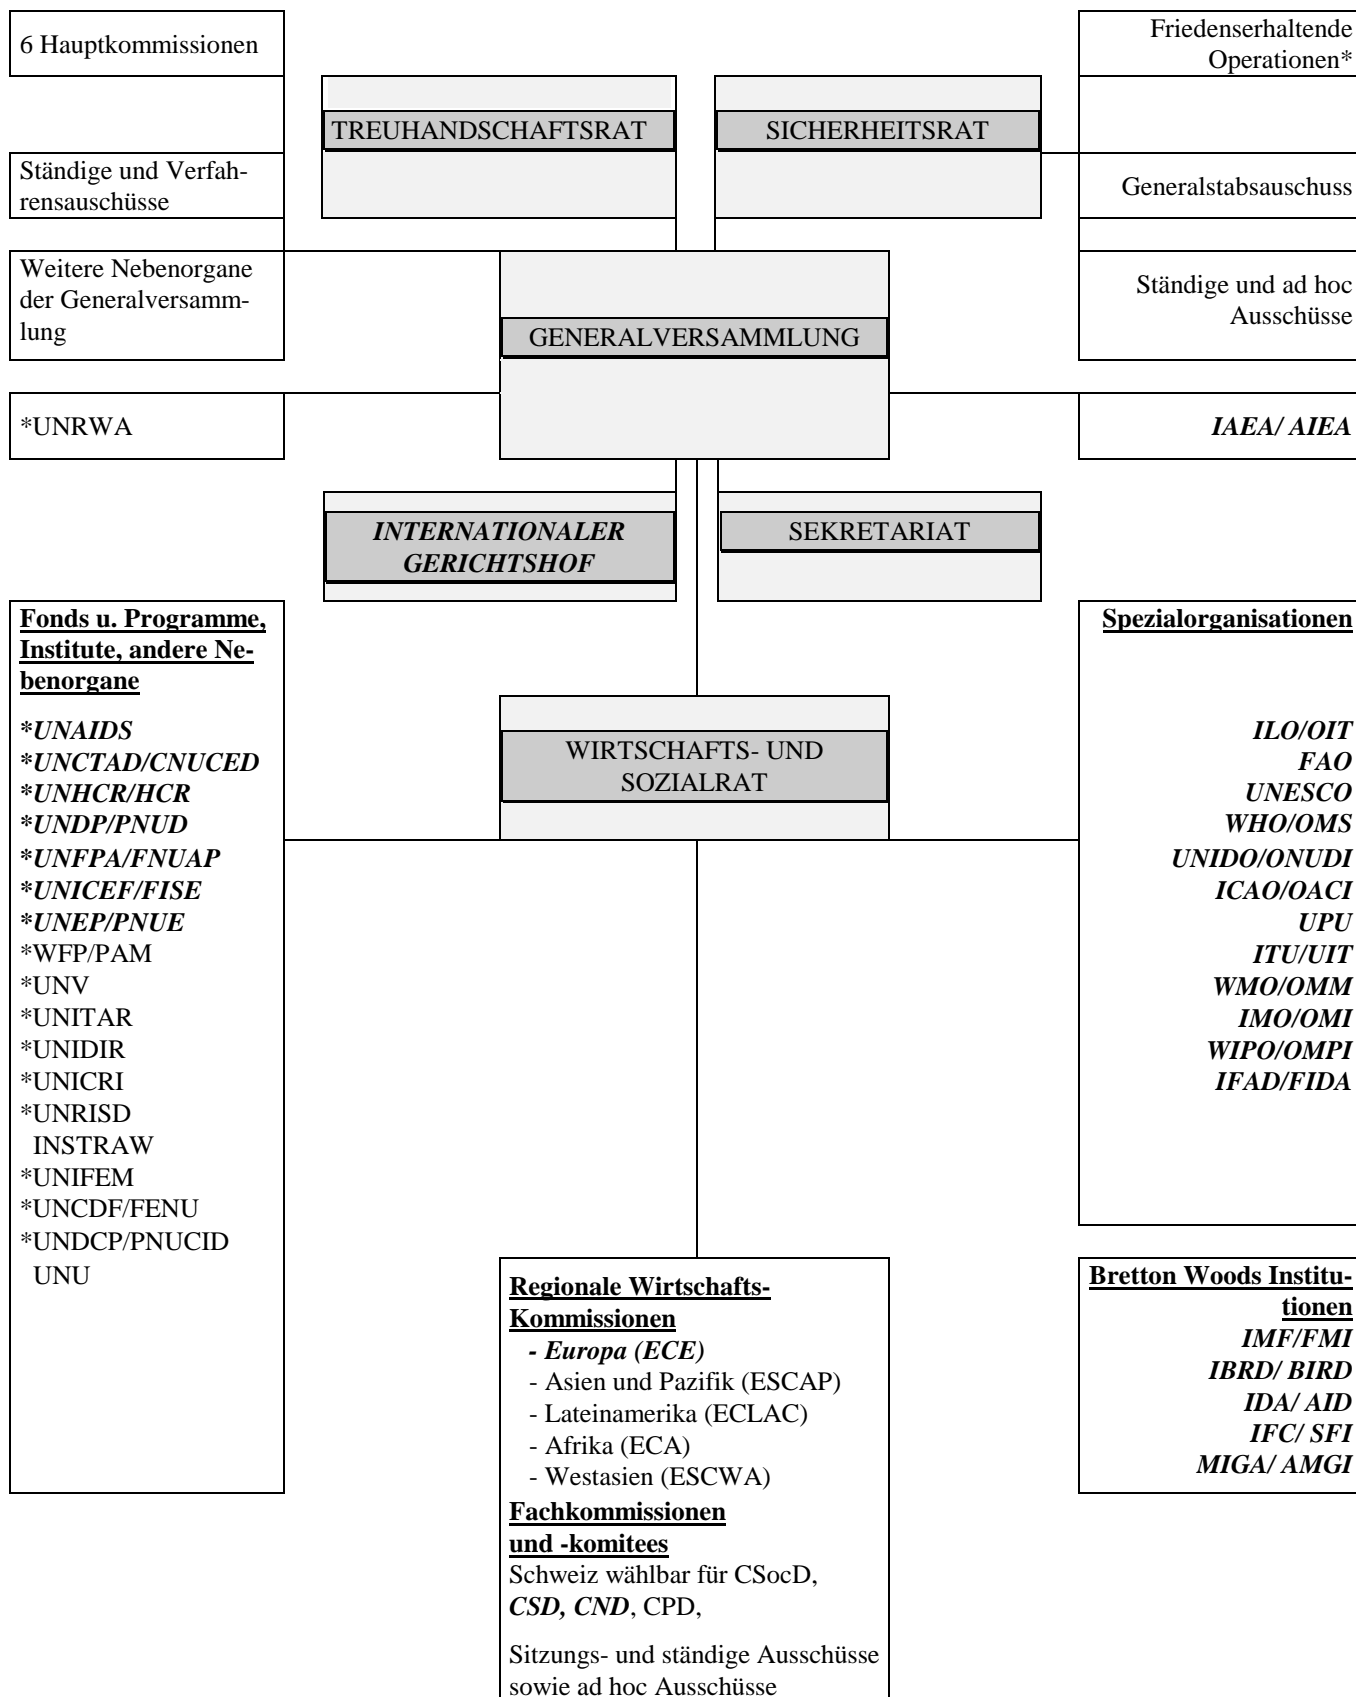 6 Hauptkommissionen
Friedenserhaltende
Operationen*
TREUHANDSCHAFTSRAT
SICHERHEITSRAT
Ständige und Verfah-
rensauschüsse
Generalstabsauschuss
Weitere Nebenorgane
der Generalversamm-
lung
Ständige und ad hoc
Ausschüsse
GENERALVERSAMMLUNG
*UNRWA
IAEA/ AIEA
INTERNATIONALER
GERICHTSHOF
SEKRETARIAT
Fonds u. Programme,
Institute, andere Ne-
benorgane
*UNAIDS
*UNCTAD/CNUCED
*UNHCR/HCR
*UNDP/PNUD
*UNFPA/FNUAP
*UNICEF/FISE
*UNEP/PNUE
*WFP/PAM
*UNV
*UNITAR
*UNIDIR
*UNICRI
*UNRISD
INSTRAW
*UNIFEM
*UNCDF/FENU
*UNDCP/PNUCID
UNU
WIRTSCHAFTS- UND
SOZIALRAT
Spezialorganisationen
ILO/OIT
FAO
UNESCO
WHO/OMS
UNIDO/ONUDI
ICAO/OACI
UPU
ITU/UIT
WMO/OMM
IMO/OMI
WIPO/OMPI
IFAD/FIDA
Regionale Wirtschafts-
Kommissionen
- Europa (ECE)
- Asien und Pazifik (ESCAP)
- Lateinamerika (ECLAC)
- Afrika (ECA)
- Westasien (ESCWA)
Fachkommissionen
und -komitees
Schweiz wählbar für CSocD,
CSD, CND, CPD,
Sitzungs- und ständige Ausschüsse
sowie ad hoc Ausschüsse
Bretton Woods Institu-
tionen
IMF/FMI
IBRD/ BIRD
IDA/ AID
IFC/ SFI
MIGA/ AMGI